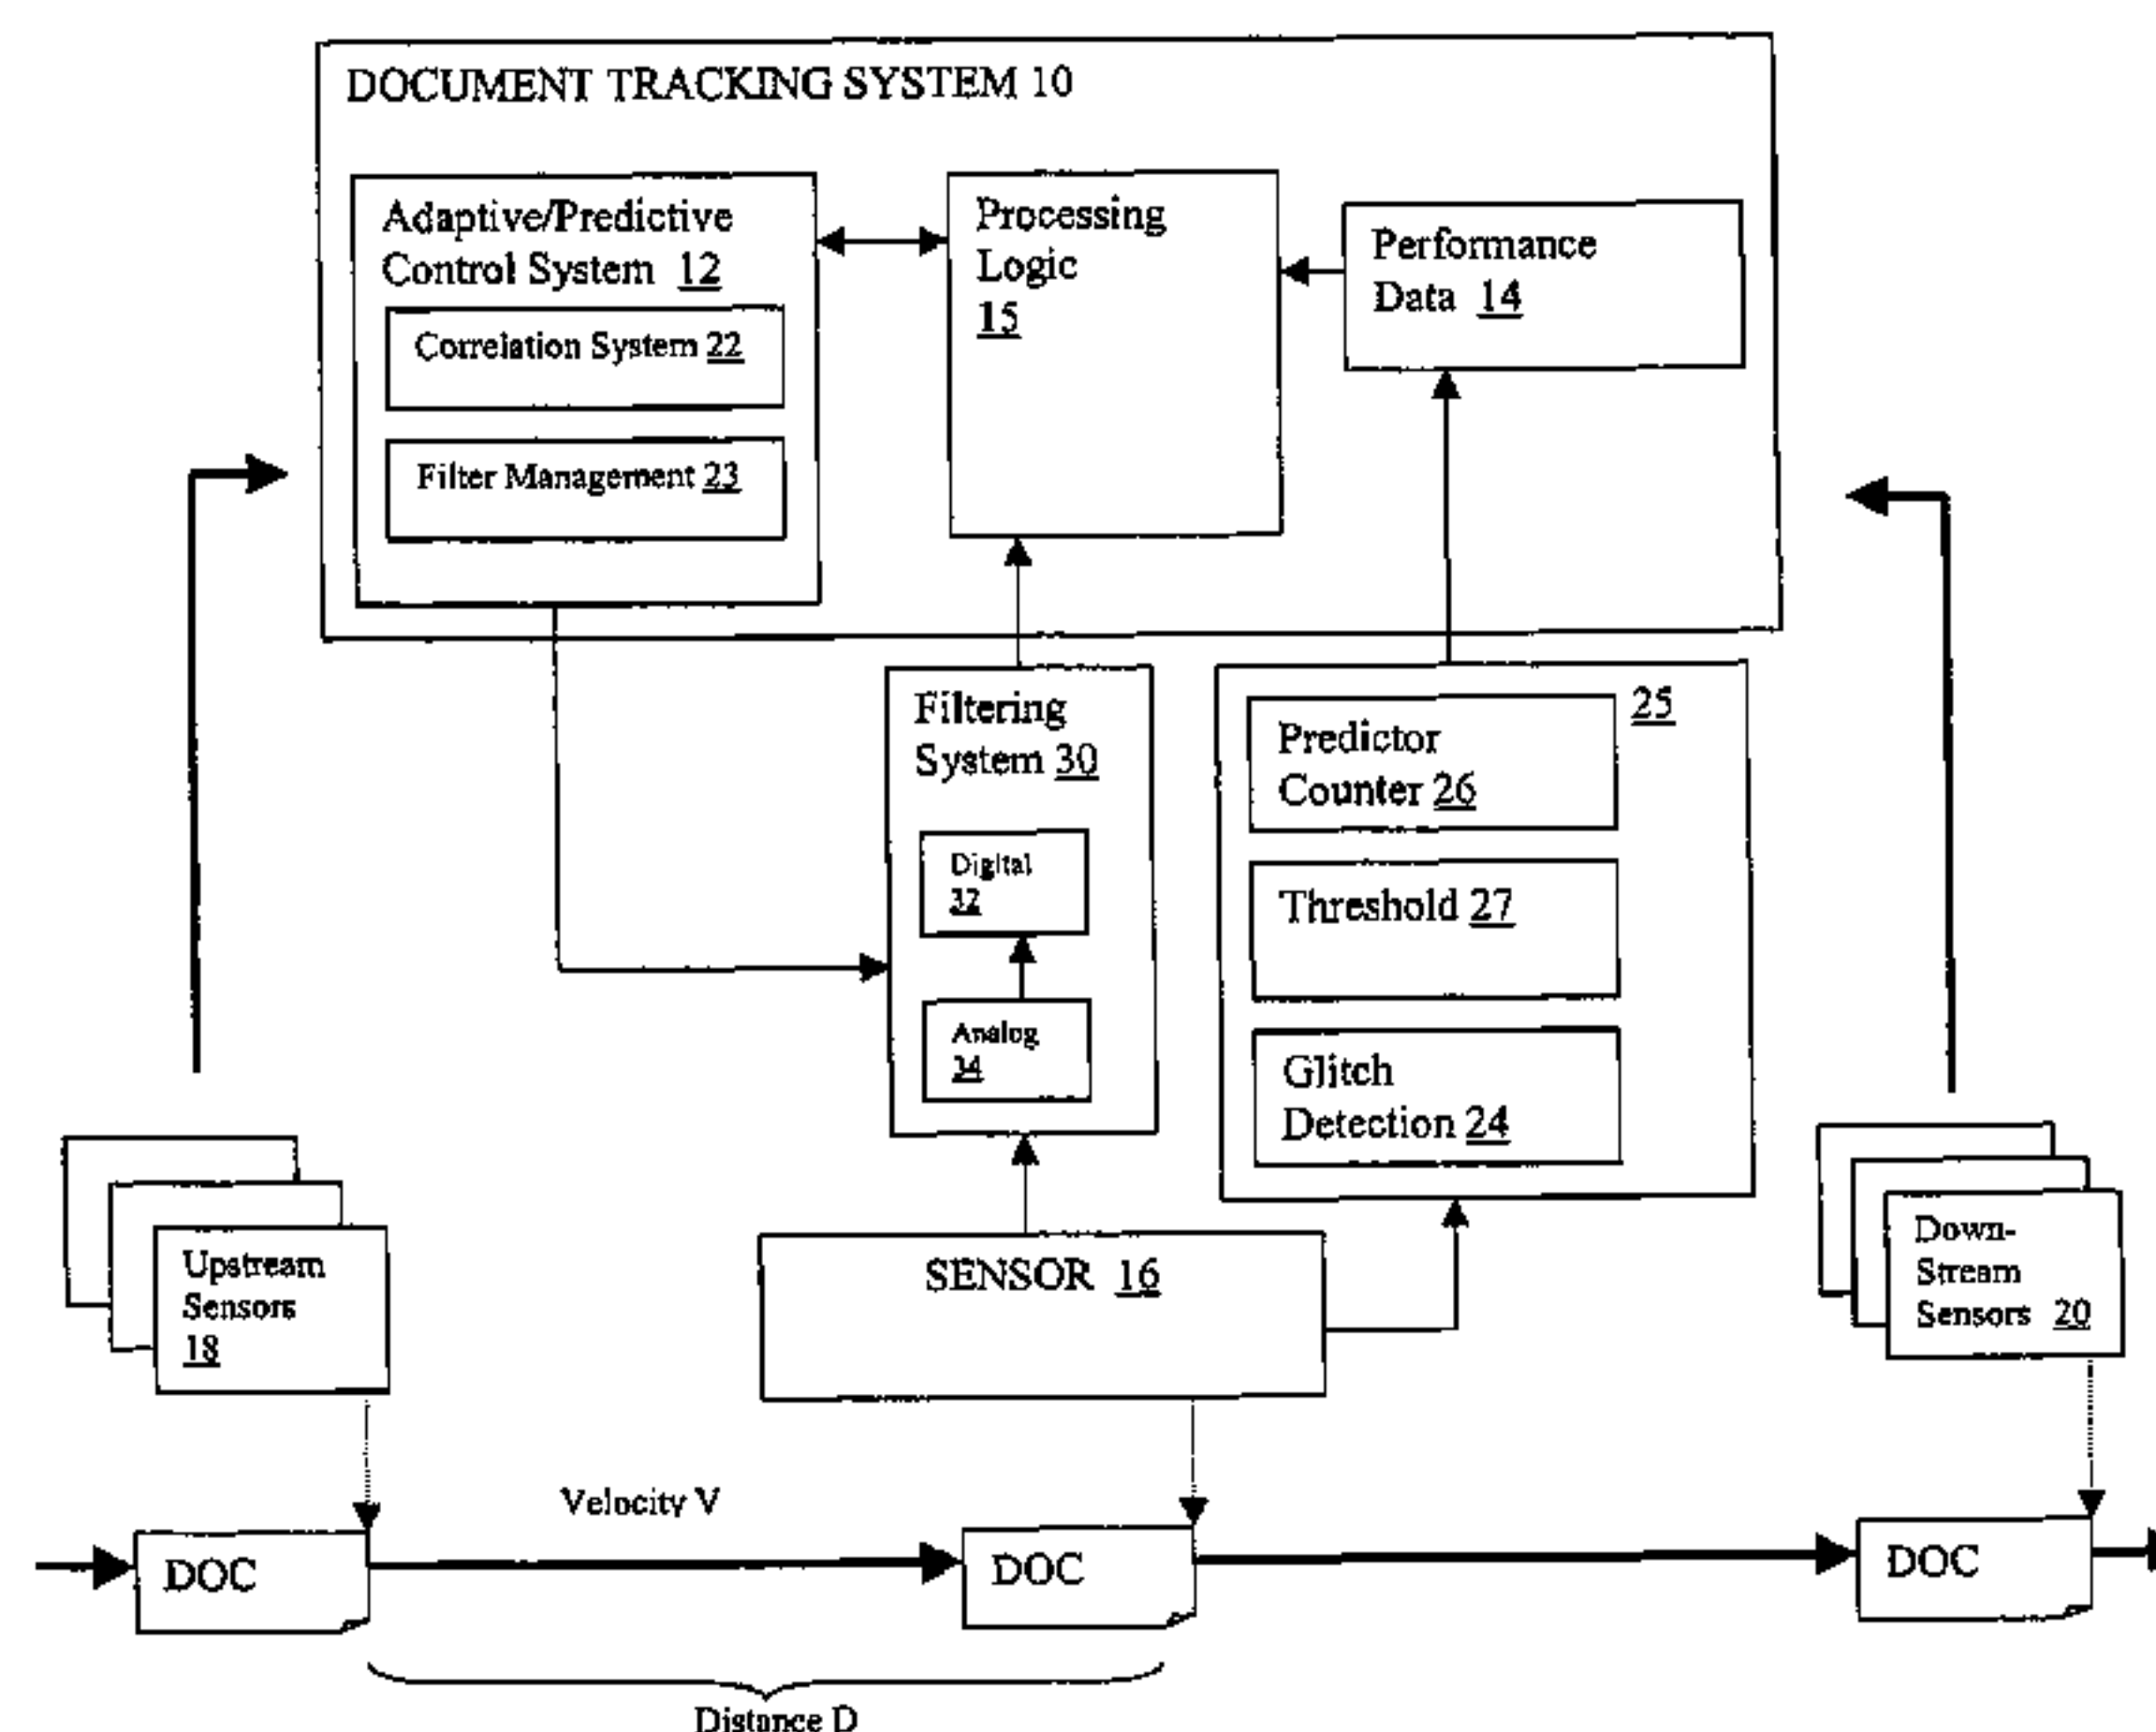 DOCUMENT TRACKING SYSTEM 10
Adaptive/Predictive
Control System 12
Correlation System 22
Filter Management 23
Processing
Logic
15
Performance
Data 14
Filtering
System 30
Digital
32
Analog
34
25
Predictor
Counter 26
Threshold 27
Glitch
Detection 24
Upstream
Sensors
18
SENSOR 16
Down-
Stream
Sensors 20
Velocity V
DOC
DOC
DOC
Distance D